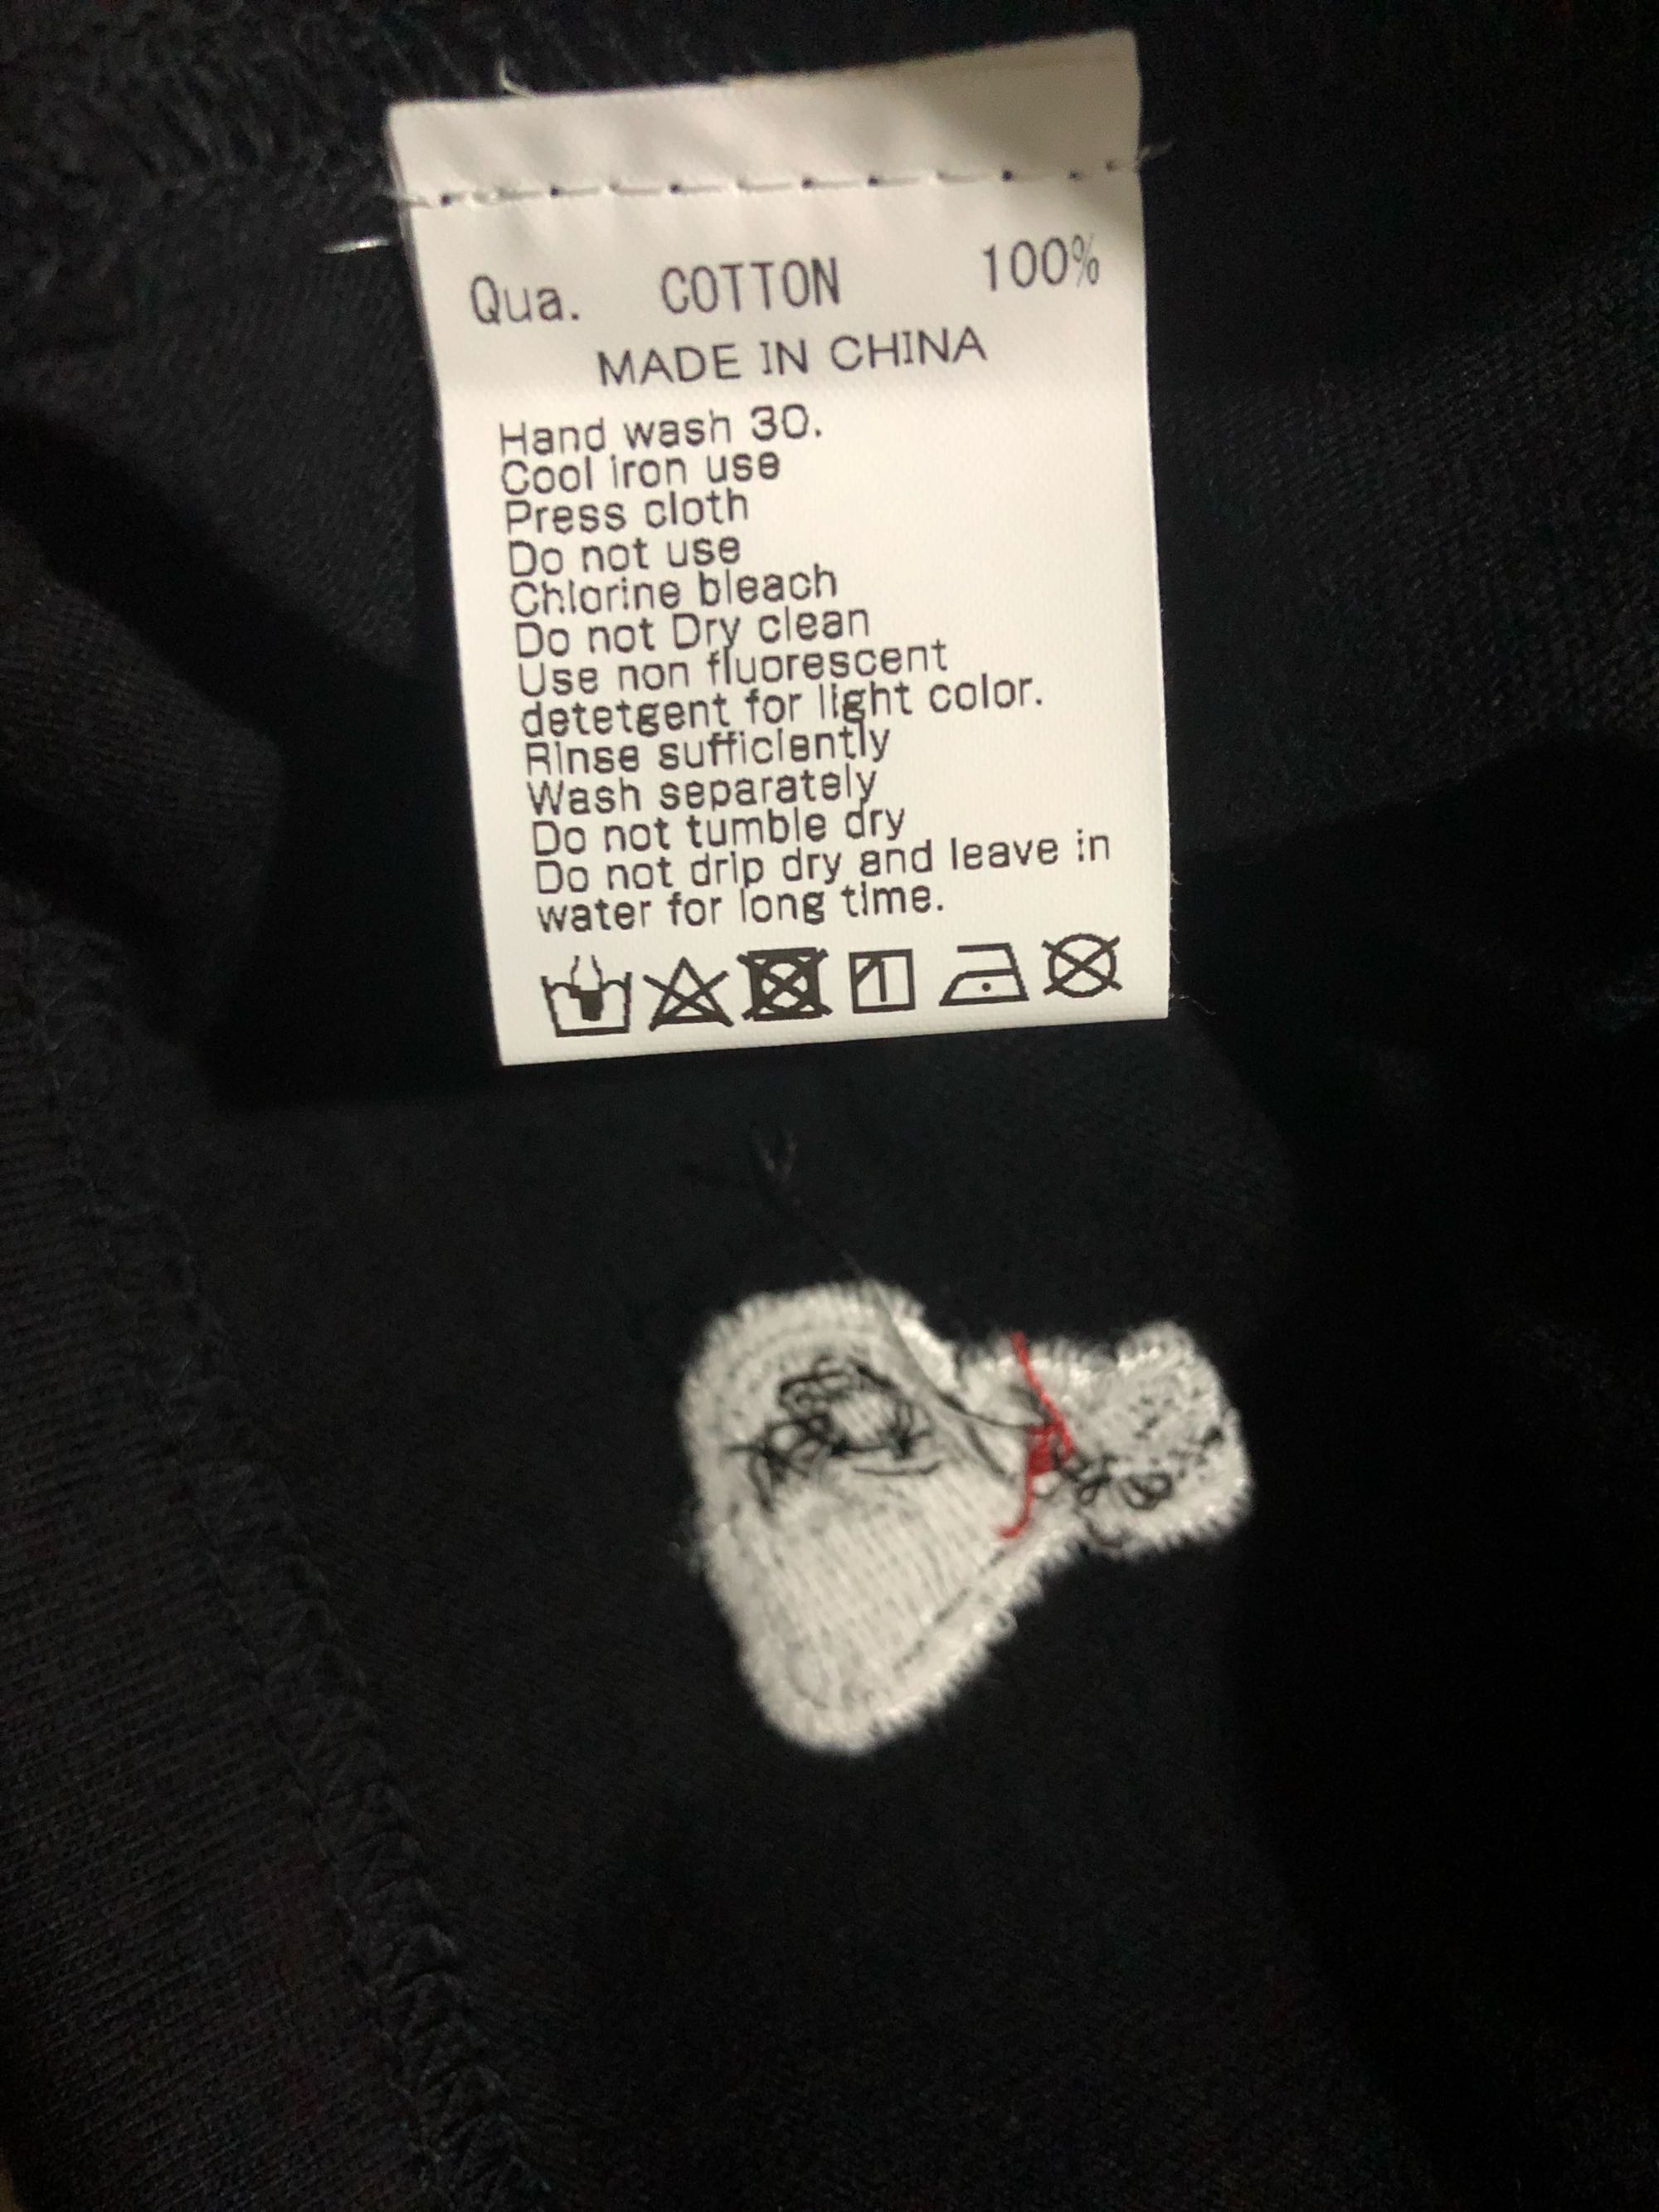 Qua. COTTON 100%
MADE IN CHINA
Hand wash 30.
Cool iron use
Press cloth
Do not use
Chlorine bleach
Do not Dry clean
Use non fluorescent
detetgent for light color.
Rinse sufficiently
Wash separately
Do not tumble dry
Do not drip dry and leave in
water for long time.